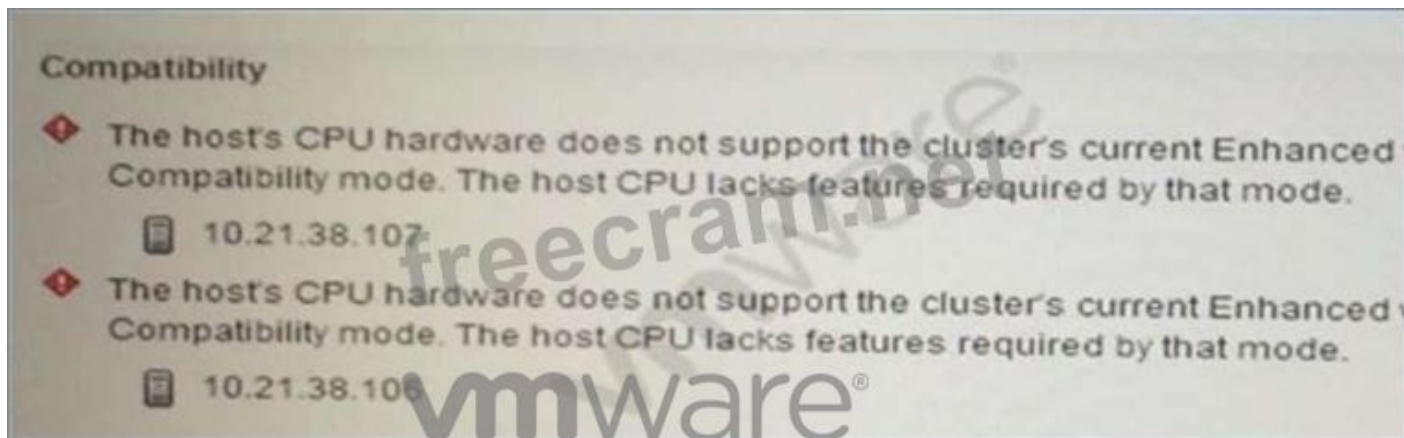 Compatibility
The host's CPU hardware does not support the cluster's current Enhanced
Compatibility mode. The host CPU lacks features required by that mode.
10.21.38.107
The host's CPU hardware does not support the cluster's current Enhanced
Compatibility mode. The host CPU lacks features required by that mode.
10.21.38.106
freecram.net
vmware
vmware®